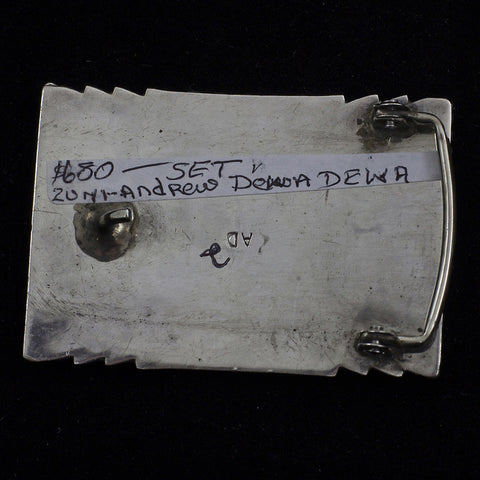 $680 — SET
ZUNI-ANDREW DEWA DEWA
AD